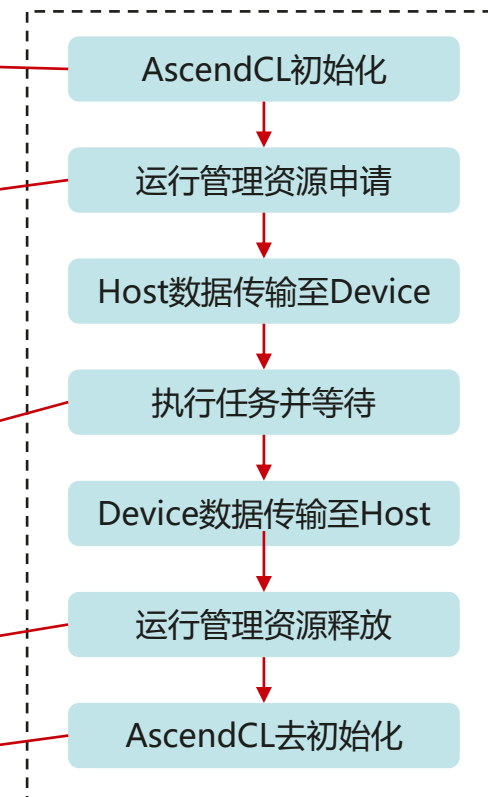 AscendCL初始化
运行管理资源申请
Host数据传输至Device
执行任务并等待
Device数据传输至Host
运行管理资源释放
AscendCL去初始化